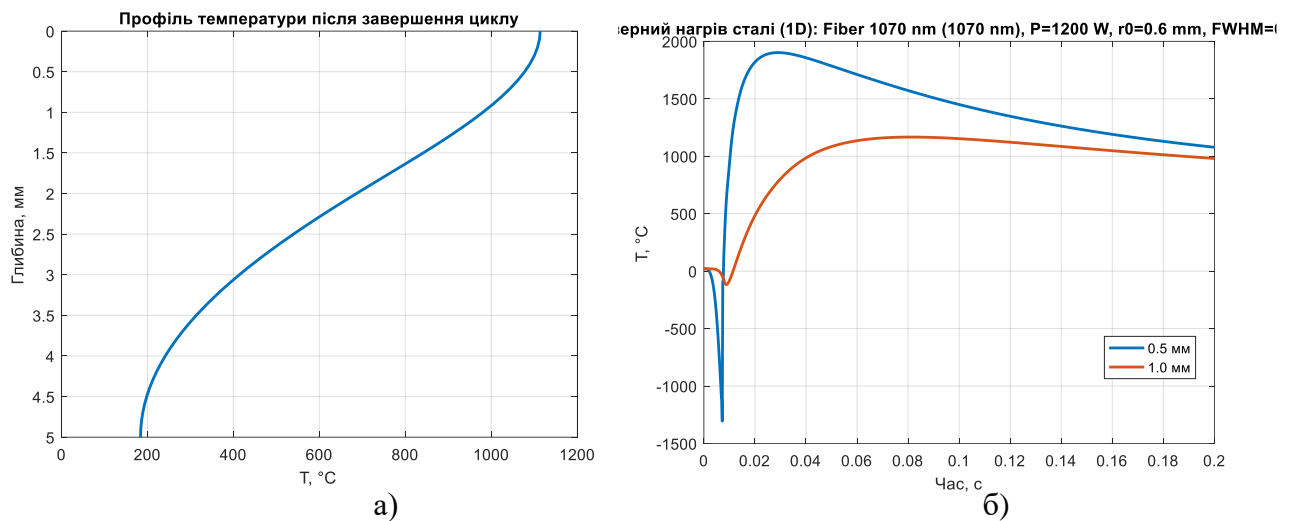 Профіль температури після завершення циклу
0
0.5
1
1.5
2
2.5
3
3.5
4
4.5
5
Глибина, мм
0 200 400 600 800 1000 1200
T, °C
а)
нагрів сталі (1D): Fiber 1070 nm (1070 nm), P=1200 W, r0=0.6 mm,
2000
1500
1000
500
0
-500
-1000
-1500
T, °C
0.5 мм
1.0 мм
0 0.02 0.04 0.06 0.08 0.1 0.12 0.14 0.16 0.18 0.2
Час, с
б)